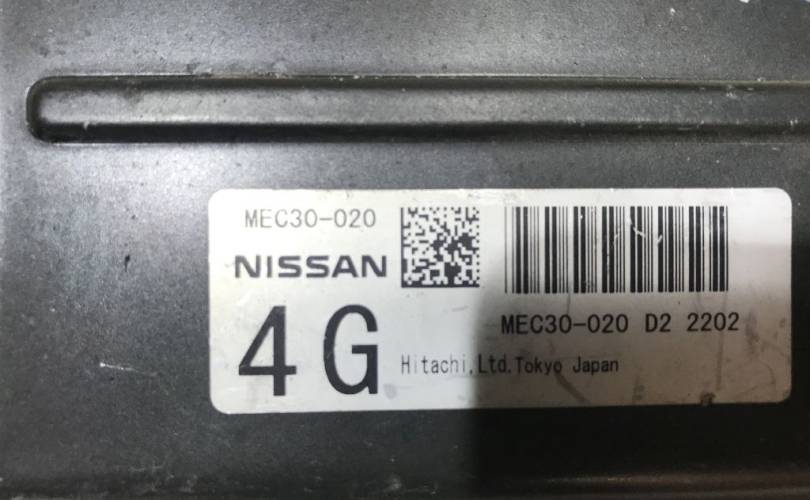 MEC30-020
NISSAN
4G
MEC30-020 D2 2202
Hitachi,Ltd.Tokyo Japan